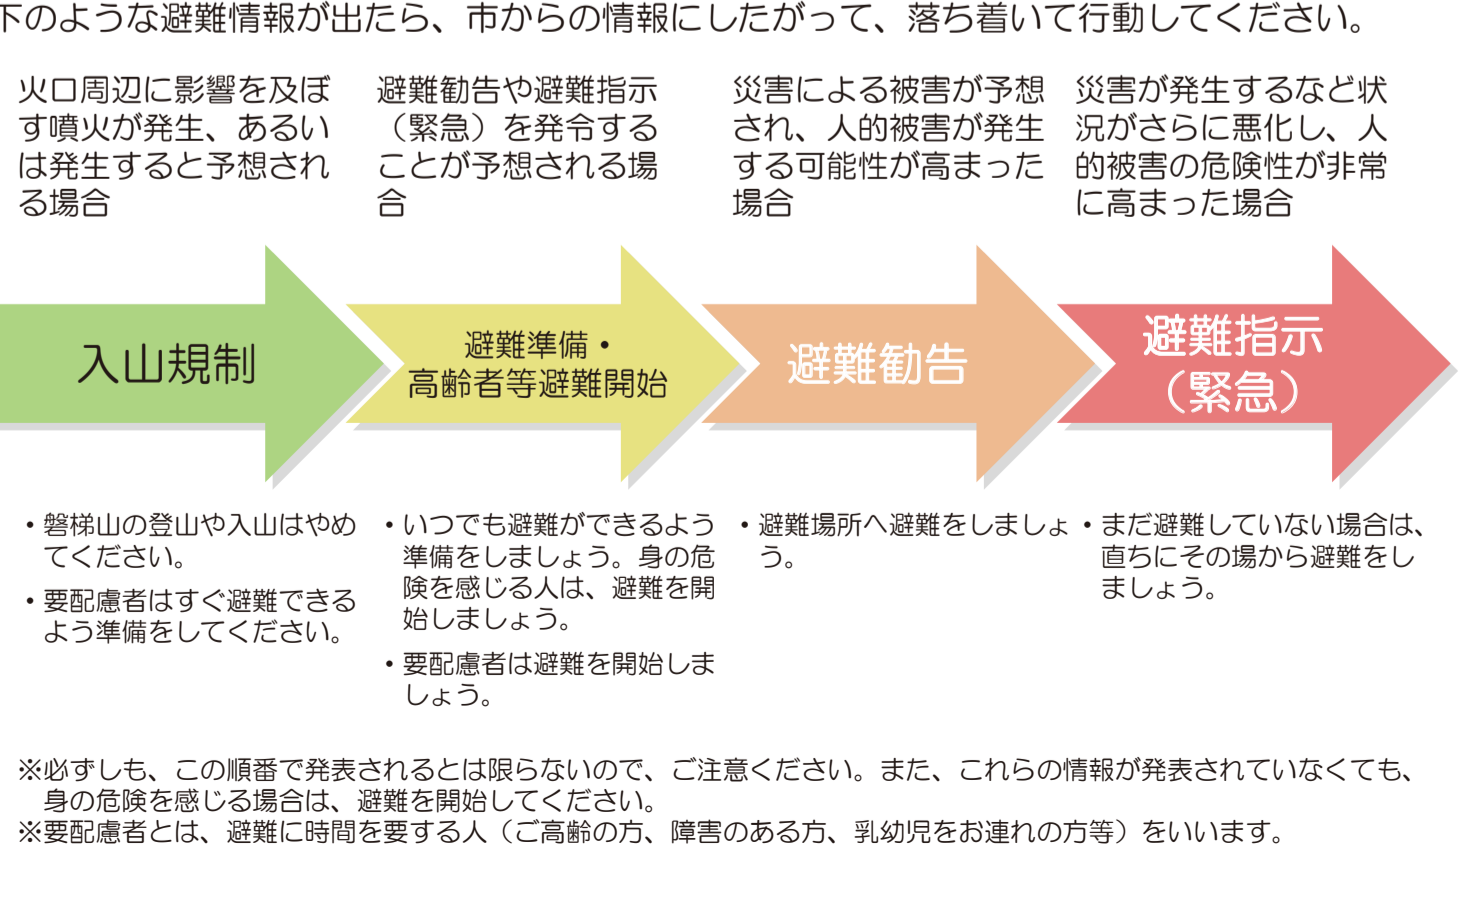 下のような避難情報が出たら、市からの情報にしたがって、落ち着いて行動してください。
火口周辺に影響を及ぼ
す噴火が発生、あるい
は発生すると予想され
る場合
避難勧告や避難指示
（緊急）を発令する
ことが予想される場
合
災害による被害が予想
され、人的被害が発生
する可能性が高まった
場合
災害が発生するなど状
況がさらに悪化し、人
的被害の危険性が非常
に高まった場合
入山規制
避難準備・
高齢者等避難開始
避難勧告
避難指示
（緊急）
・磐梯山の登山や入山はやめ
てください。
・要配慮者はすぐ避難できる
よう準備をしてください。
・いつでも避難ができるよう
準備をしましょう。身の危
険を感じる人は、避難を開
始しましょう。
・要配慮者は避難を開始しま
しょう。
・避難場所へ避難をしましょ
う。
・まだ避難していない場合は、
直ちにその場から避難をし
ましょう。
※必ずしも、この順番で発表されるとは限らないので、ご注意ください。また、これらの情報が発表されていなくても、
身の危険を感じる場合は、避難を開始してください。
※要配慮者とは、避難に時間を要する人（ご高齢の方、障害のある方、乳幼児をお連れの方等）をいいます。